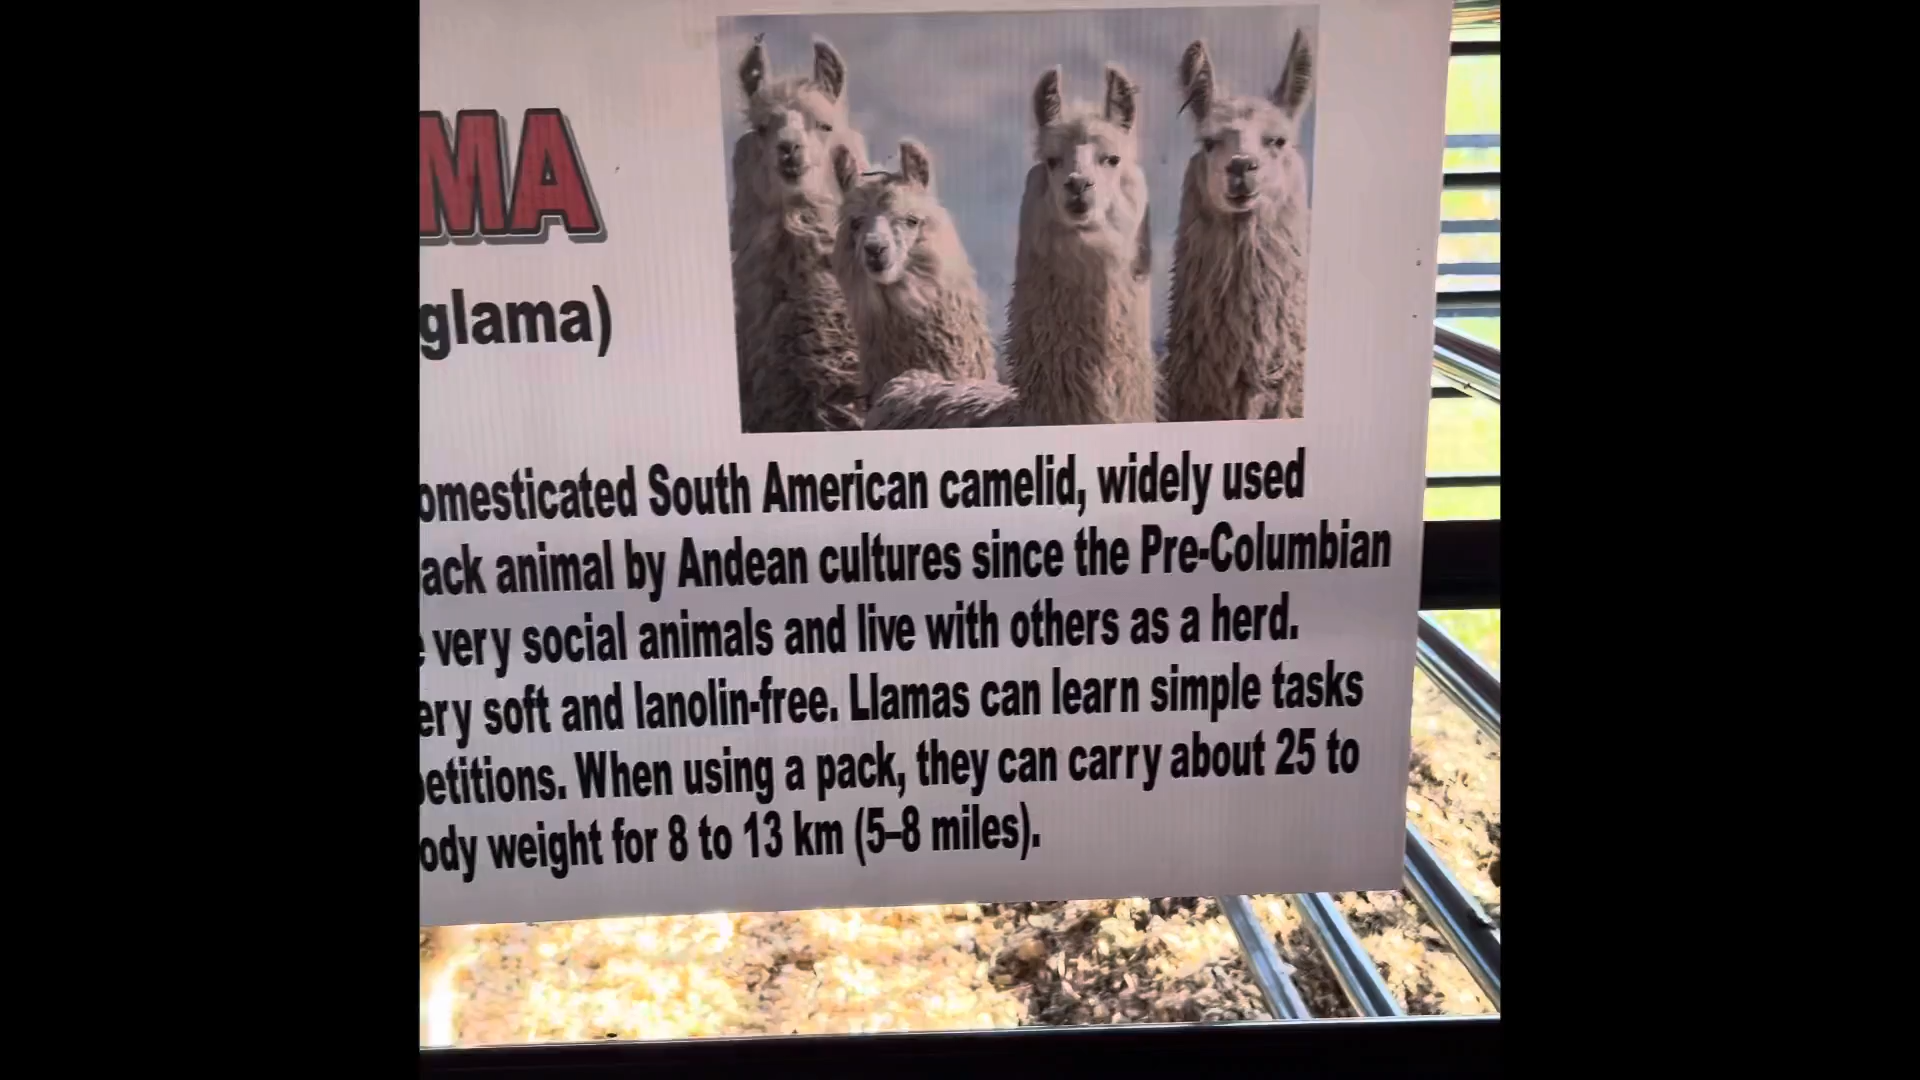 MA
glama)
omesticated South American camelid, widely used
ack animal by Andean cultures since the Pre-Columbian
very social animals and live with others as a herd.
ery soft and lanolin-free. Llamas can learn simple tasks
etitions. When using a pack, they can carry about 25 to
ody weight for 8 to 13 km (5–8 miles).